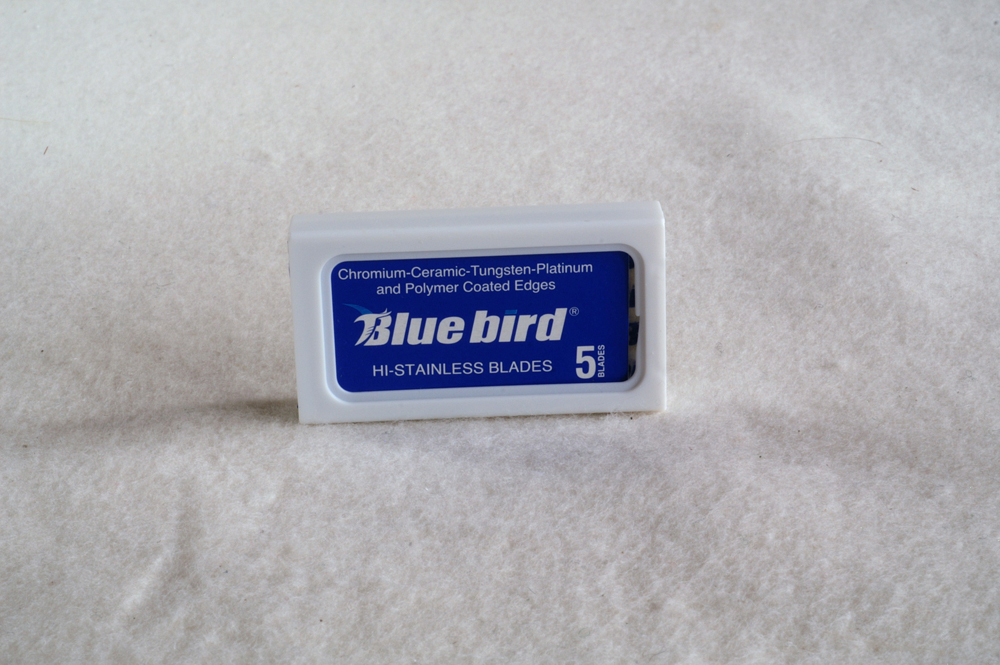 Chromium-Ceramic-Tungsten-Platinum
and Polymer Coated Edges
Blue bird®
HI-STAINLESS BLADES
5 BLADES